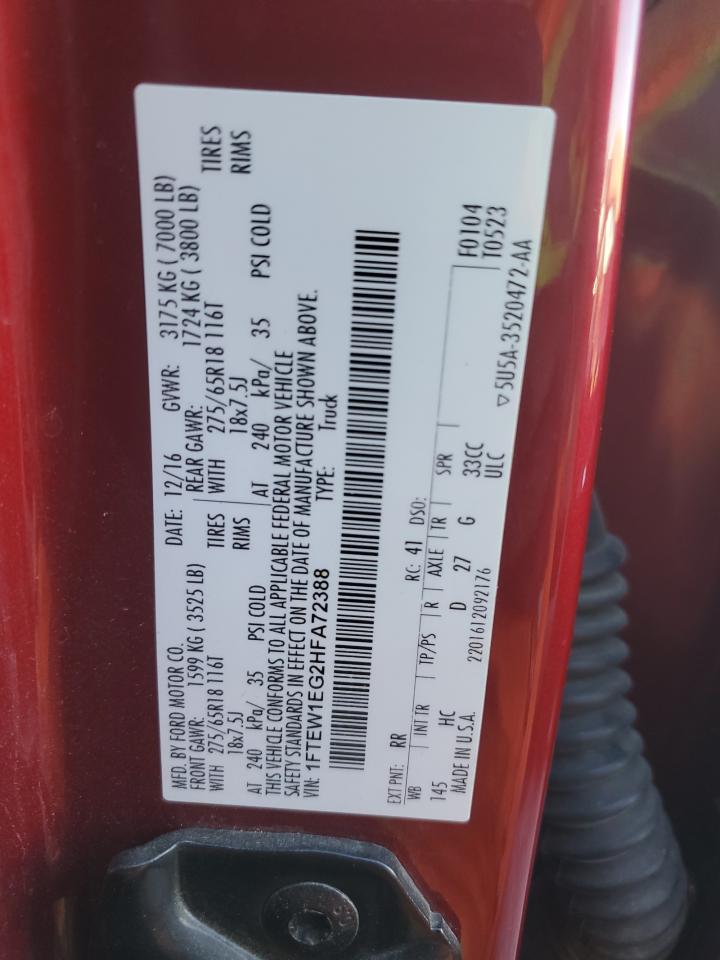 MFD. BY FORD MOTOR CO. DATE: 12/16 GVWR: 3175 KG ( 7000 LB)
FRONT GAWR: 1599 KG ( 3525 LB) REAR GAWR: 1724 KG ( 3800 LB)
WITH 275/65R18 116T TIRES WITH 275/65R18 116T TIRES
18x7.5J RIMS 18x7.5J RIMS
AT 240 kPa/ 35 PSI COLD AT 240 kPa/ 35 PSI COLD
THIS VEHICLE CONFORMS TO ALL APPLICABLE FEDERAL MOTOR VEHICLE
SAFETY STANDARDS IN EFFECT ON THE DATE OF MANUFACTURE SHOWN ABOVE.
VIN: 1FTEW1EG2HFA72388 TYPE: Truck
EXT PNT: RR RC: 41 DSO: F0104
WB INT TR TP/PS R AXLE TR SPR T0523
145 HC D 27 G 33CC
MADE IN U.S.A. 2201612092176 ULC
▽ 5U5A-3520472-AA